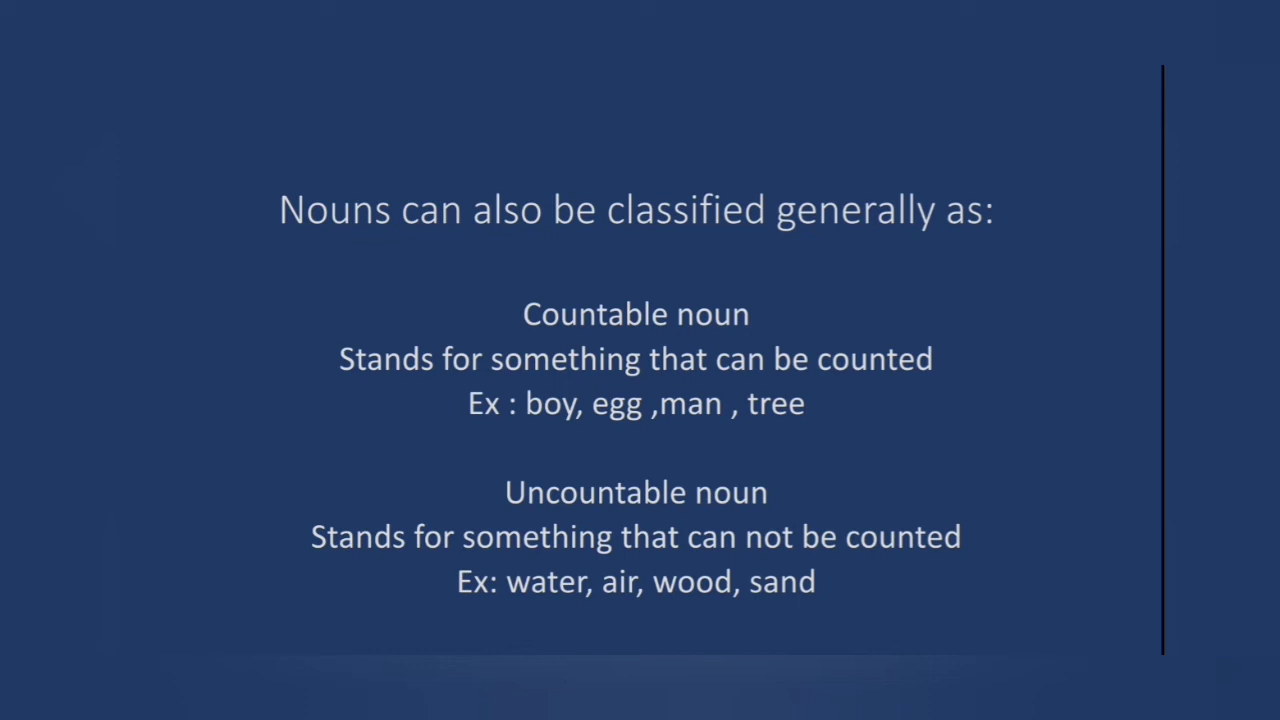 Nouns can also be classified generally as:
Countable noun
Stands for something that can be counted
Ex : boy, egg ,man , tree
Uncountable noun
Stands for something that can not be counted
Ex: water, air, wood, sand